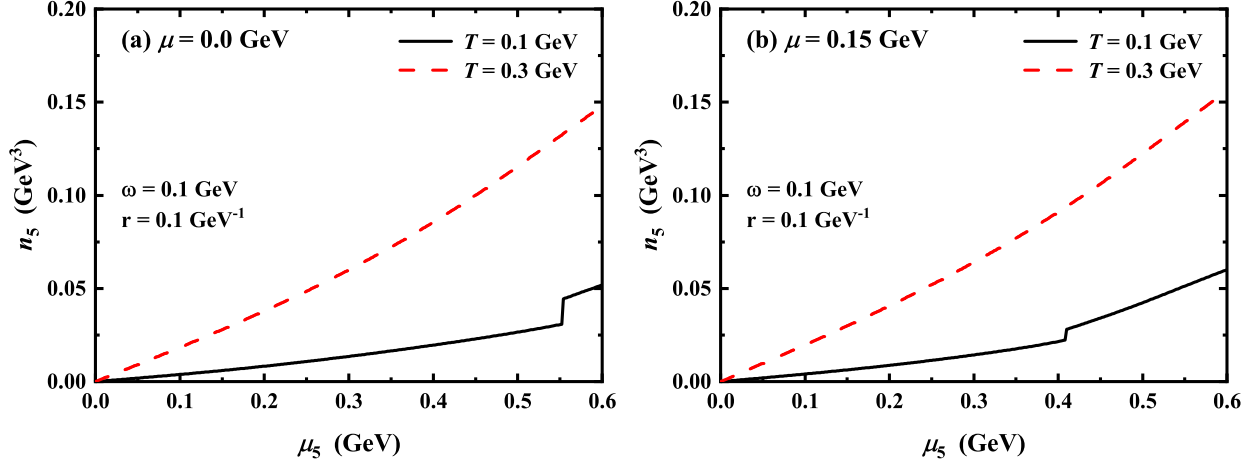 (a) μ = 0.0 GeV
T = 0.1 GeV
T = 0.3 GeV
ω = 0.1 GeV
r = 0.1 GeV⁻¹
0.20
0.15
0.10
0.05
0.00
n₅ (GeV³)
0.0 0.1 0.2 0.3 0.4 0.5 0.6
μ₅ (GeV)
(b) μ = 0.15 GeV
T = 0.1 GeV
T = 0.3 GeV
ω = 0.1 GeV
r = 0.1 GeV⁻¹
0.20
0.15
0.10
0.05
0.00
n₅ (GeV³)
0.0 0.1 0.2 0.3 0.4 0.5 0.6
μ₅ (GeV)